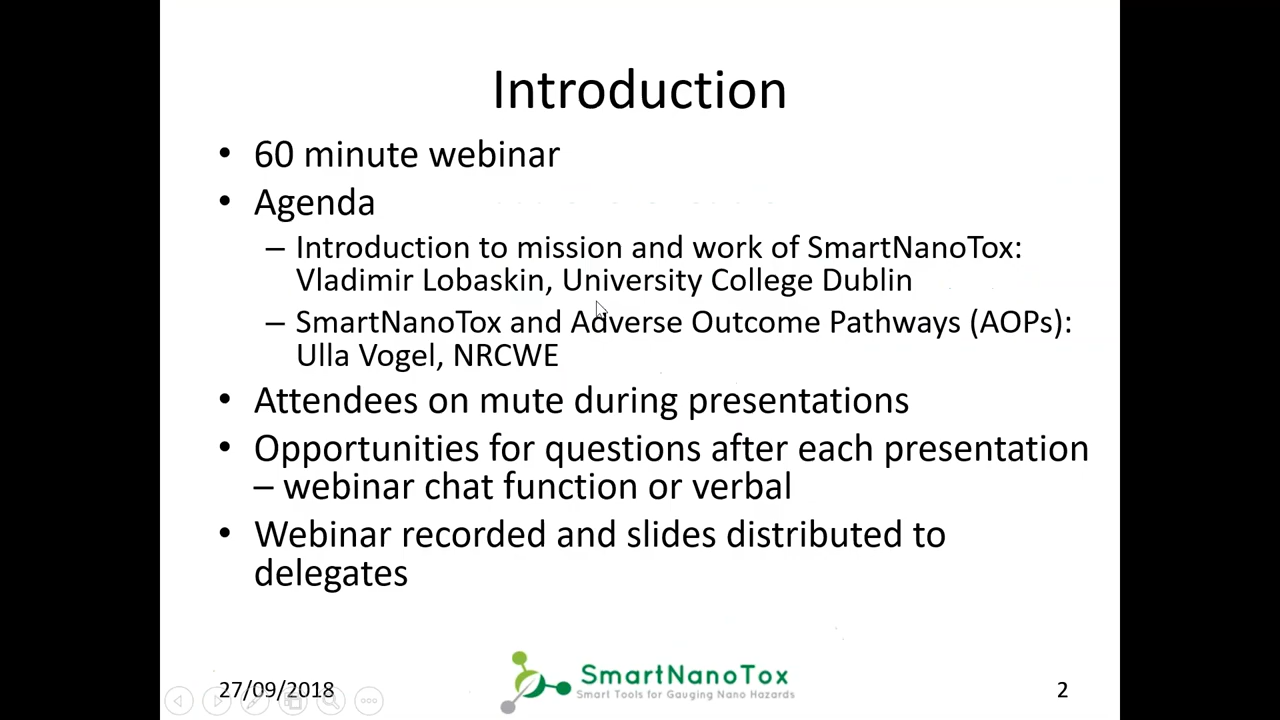 Introduction
• 60 minute webinar
• Agenda
– Introduction to mission and work of SmartNanoTox:
Vladimir Lobaskin, University College Dublin
– SmartNanoTox and Adverse Outcome Pathways (AOPs):
Ulla Vogel, NRCWE
• Attendees on mute during presentations
• Opportunities for questions after each presentation
– webinar chat function or verbal
• Webinar recorded and slides distributed to
delegates
27/09/2018
SmartNanoTox
Smart Tools for Gauging Nano Hazards
2